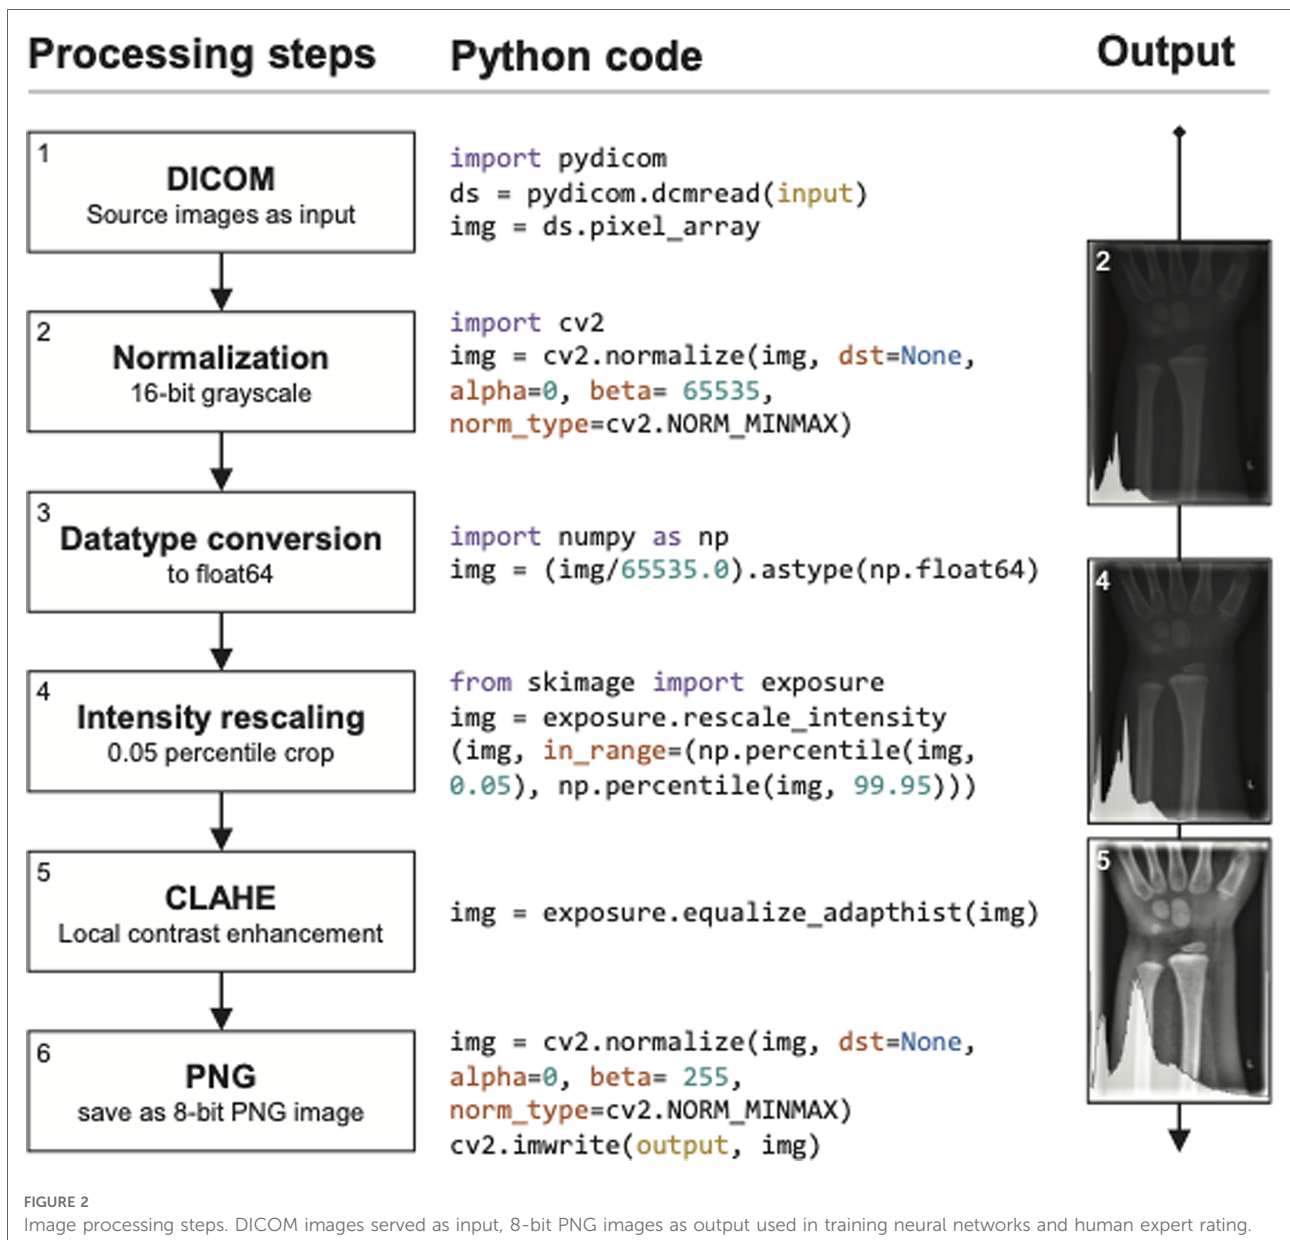 Processing steps
Python code
Output
1
DICOM
Source images as input
import pydicom
ds = pydicom.dcmread(input)
img = ds.pixel_array
2
Normalization
16-bit grayscale
import cv2
img = cv2.normalize(img, dst=None,
alpha=0, beta= 65535,
norm_type=cv2.NORM_MINMAX)
2
L
3
Datatype conversion
to float64
import numpy as np
img = (img/65535.0).astype(np.float64)
4
Intensity rescaling
0.05 percentile crop
from skimage import exposure
img = exposure.rescale_intensity
(img, in_range=(np.percentile(img,
0.05), np.percentile(img, 99.95)))
4
L
5
CLAHE
Local contrast enhancement
img = exposure.equalize_adapthist(img)
5
L
6
PNG
save as 8-bit PNG image
img = cv2.normalize(img, dst=None,
alpha=0, beta= 255,
norm_type=cv2.NORM_MINMAX)
cv2.imwrite(output, img)
FIGURE 2
Image processing steps. DICOM images served as input, 8-bit PNG images as output used in training neural networks and human expert rating.